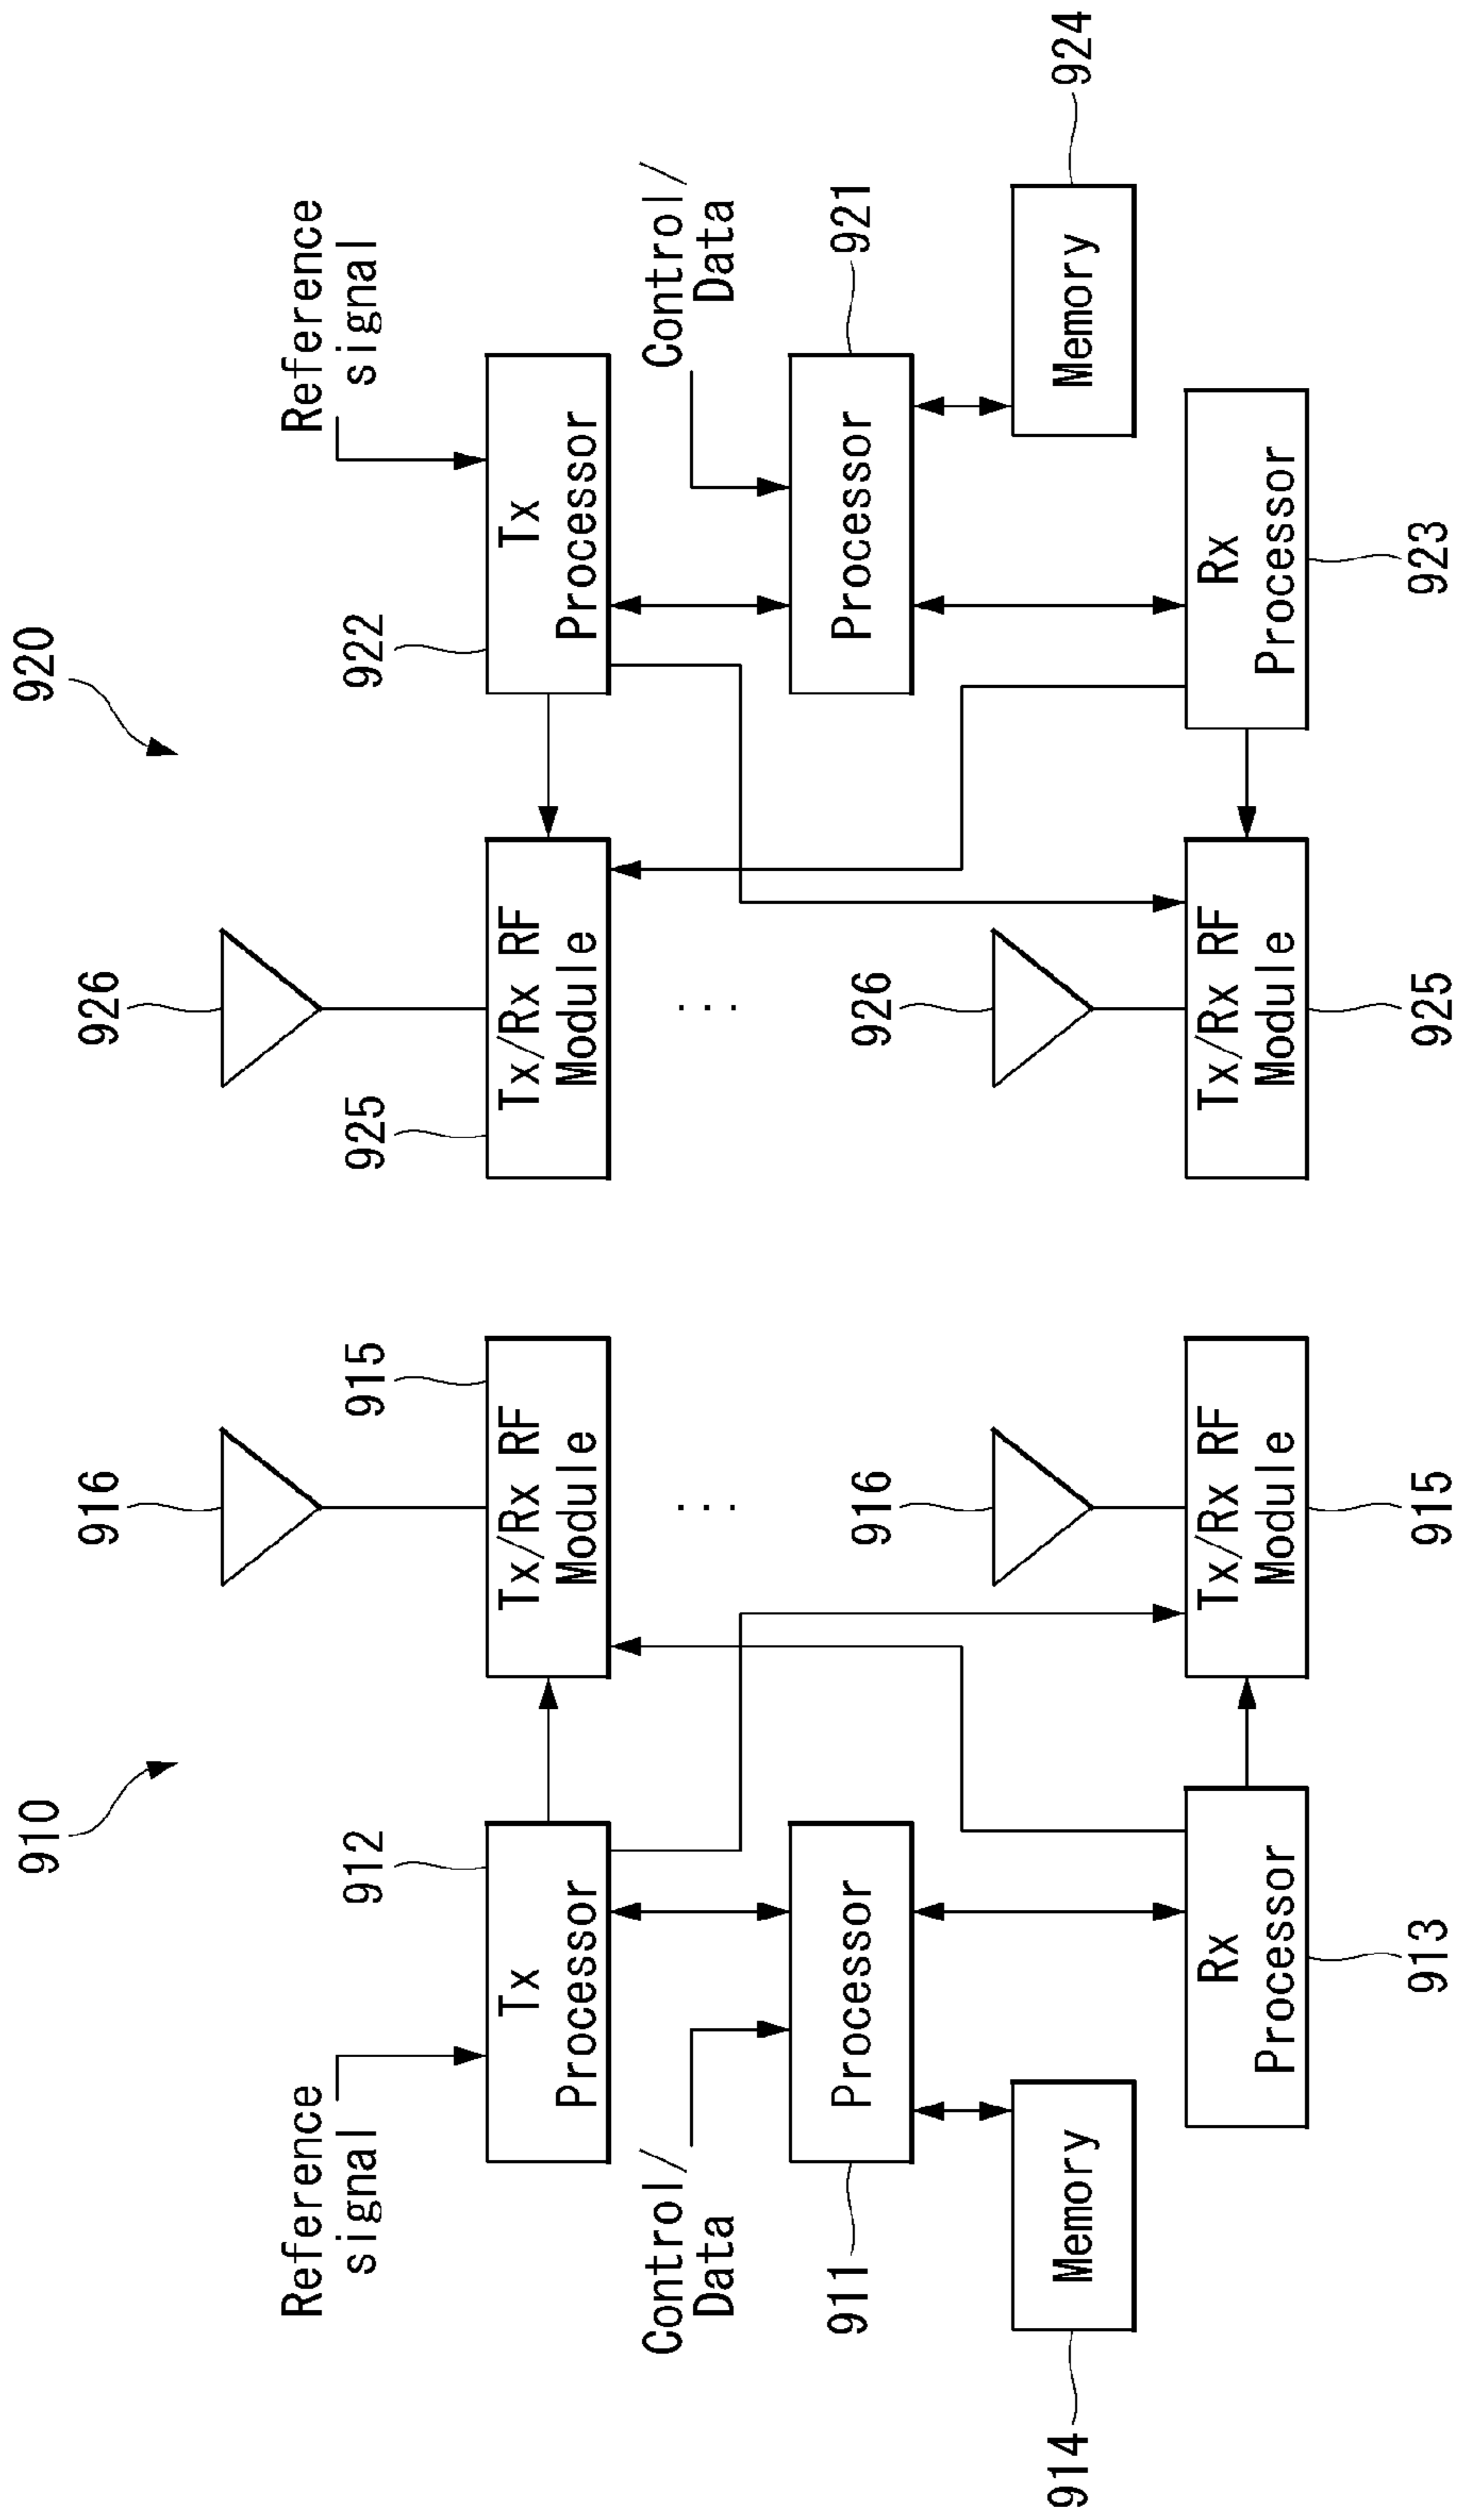 910
920
916
926
Reference
signal
912
915
925
922
Reference
signal
Tx
Processor
Tx/Rx RF
Module
Tx/Rx RF
Module
Tx
Processor
Control/
Data
...
...
Control/
Data
911
Processor
916
926
Processor
921
914
Memory
Memory
924
Rx
Processor
Tx/Rx RF
Module
Tx/Rx RF
Module
Rx
Processor
913
915
925
923